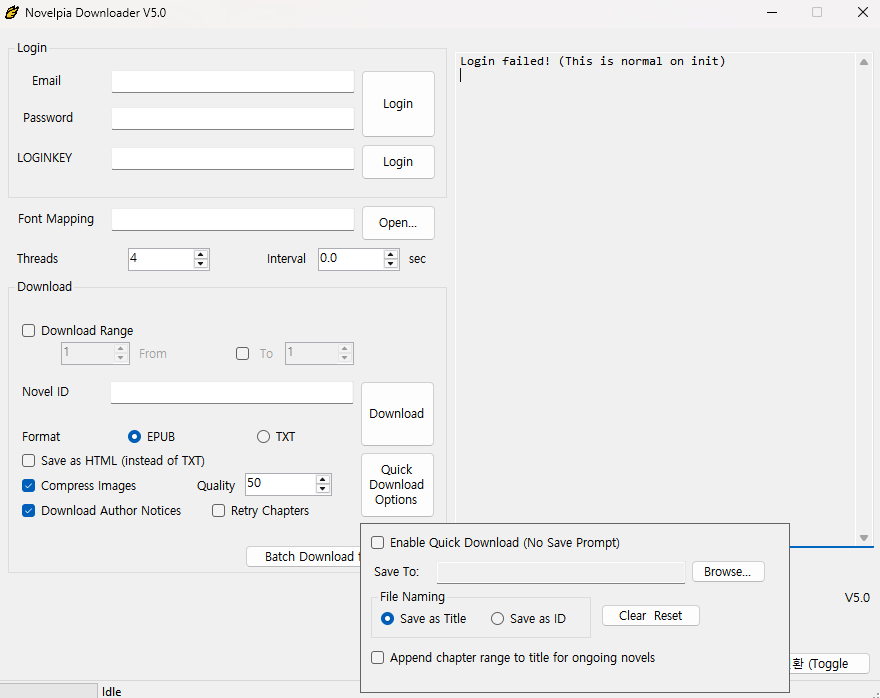 Novelpia Downloader V5.0
Login
Email
Password
Login
LOGINKEY
Login
Font Mapping
Open...
Threads
4
Interval
0.0
sec
Download
Download Range
1
From
To
1
Novel ID
Download
Format
EPUB
TXT
Save as HTML (instead of TXT)
Compress Images
Quality
50
Quick
Download
Options
Download Author Notices
Retry Chapters
Batch Download
Login failed! (This is normal on init)
Enable Quick Download (No Save Prompt)
Save To:
Browse...
File Naming
Save as Title
Save as ID
Clear Reset
Append chapter range to title for ongoing novels
V5.0
환 (Toggle
Idle